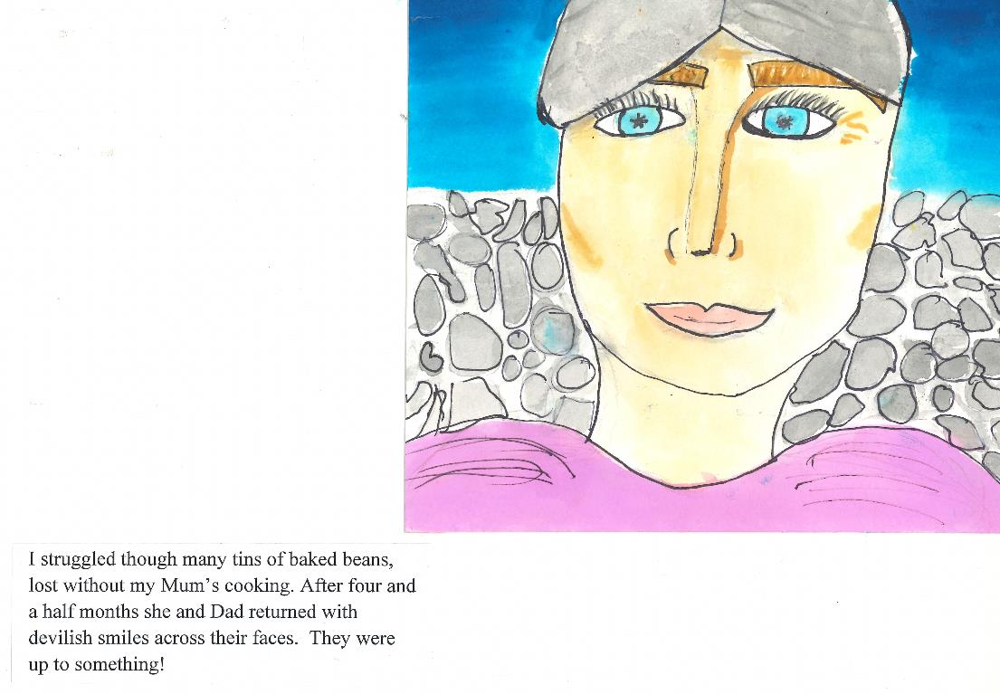 I struggled though many tins of baked beans,
lost without my Mum’s cooking. After four and
a half months she and Dad returned with
devilish smiles across their faces.  They were
up to something!